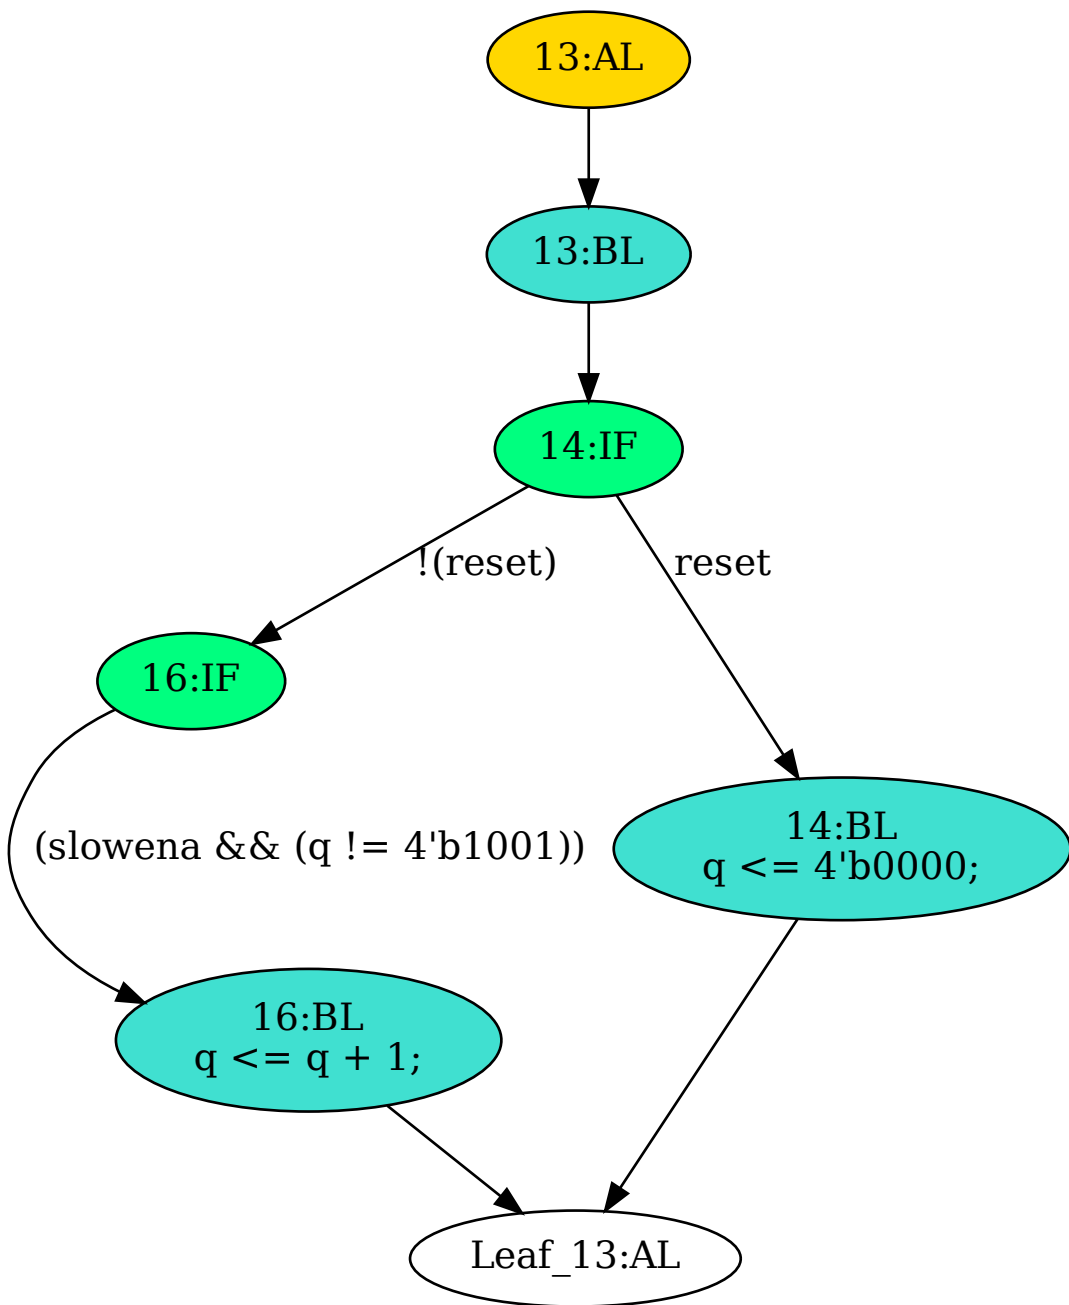 13:AL
13:BL
14:IF
!(reset)
reset
16:IF
(slowena && (q != 4'b1001))
14:BL
q <= 4'b0000;
16:BL
q <= q + 1;
Leaf_13:AL